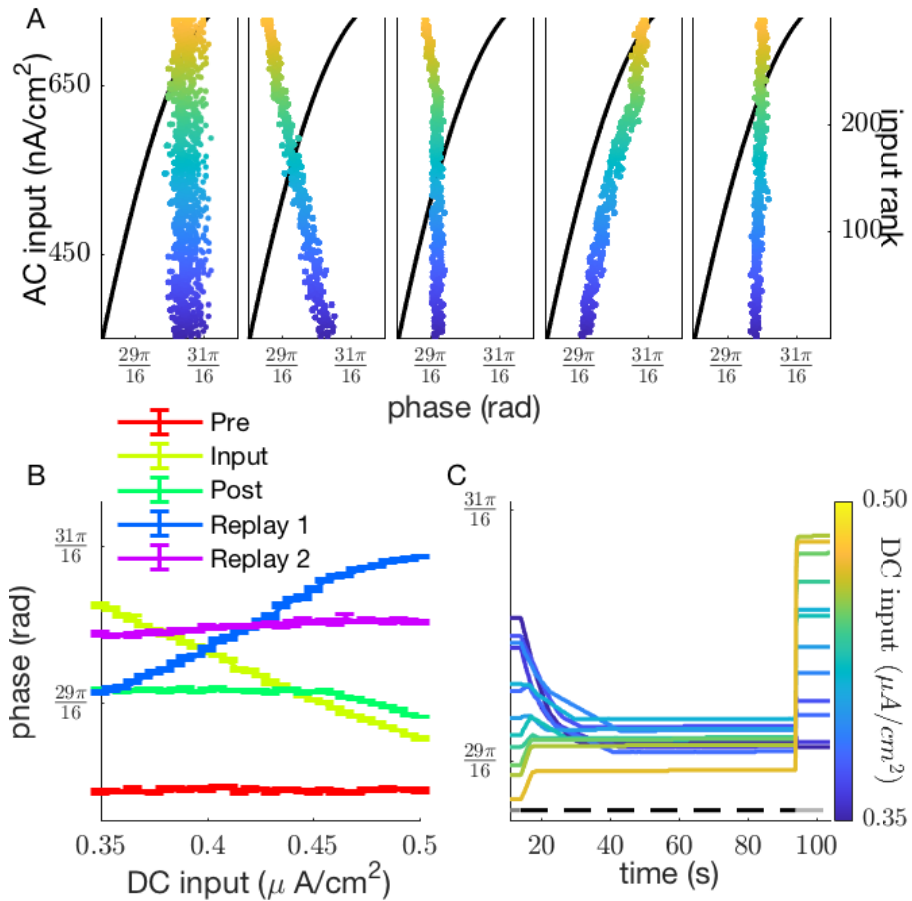 A
AC input (nA/cm²)
650
450
input rank
200
100
29π/16 31π/16 29π/16 31π/16 29π/16 31π/16 29π/16 31π/16 29π/16 31π/16
phase (rad)
Pre
Input
Post
Replay 1
Replay 2
B
phase (rad)
31π/16
29π/16
0.35 0.4 0.45 0.5
DC input (μ A/cm²)
C
31π/16
29π/16
20 40 60 80 100
time (s)
0.50
DC input (μA/cm²)
0.35